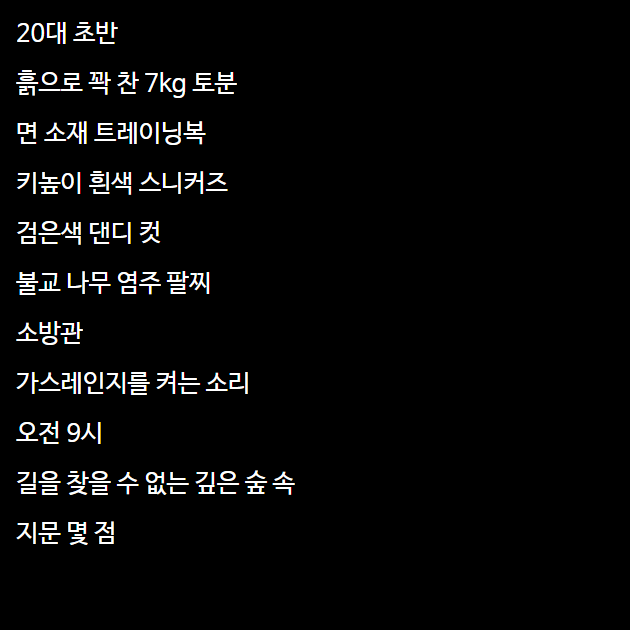 20대 초반
흙으로 꽉 찬 7kg 토분
면 소재 트레이닝복
키높이 흰색 스니커즈
검은색 댄디 컷
불교 나무 염주 팔찌
소방관
가스레인지를 켜는 소리
오전 9시
길을 찾을 수 없는 깊은 숲 속
지문 몇 점